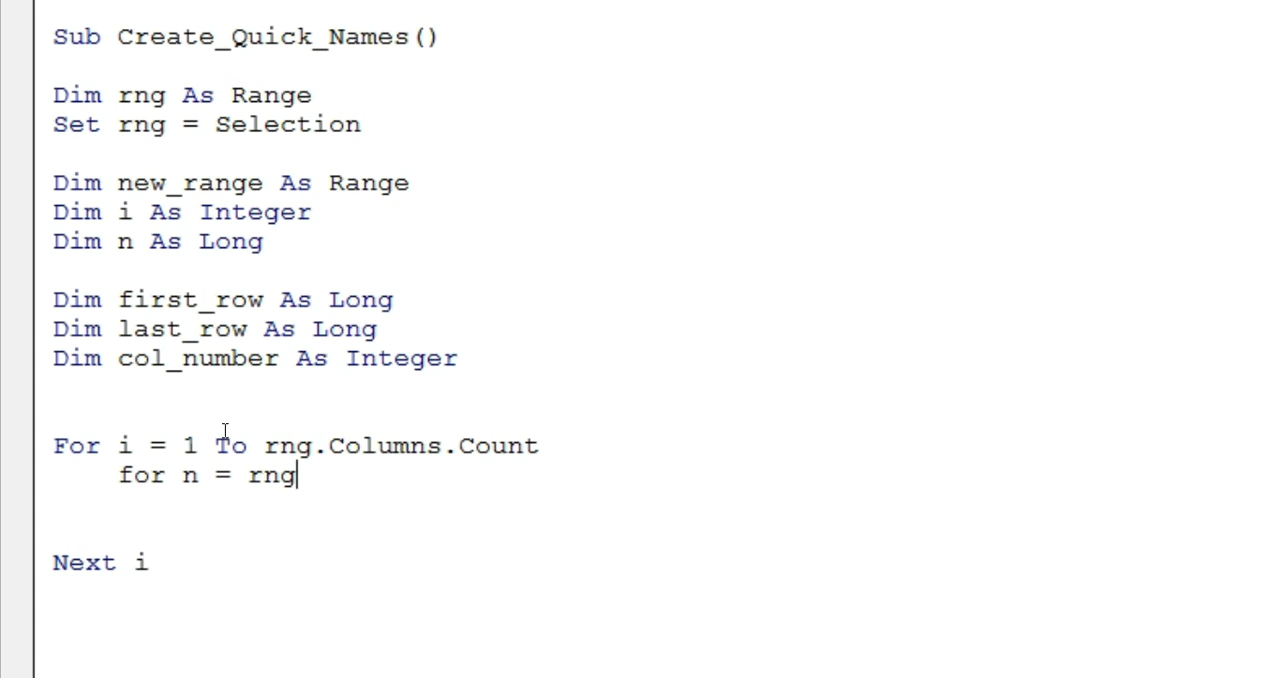 Sub Create_Quick_Names()
Dim rng As Range
Set rng = Selection
Dim new_range As Range
Dim i As Integer
Dim n As Long
Dim first_row As Long
Dim last_row As Long
Dim col_number As Integer
For i = 1 To rng.Columns.Count
for n = rng
Next i